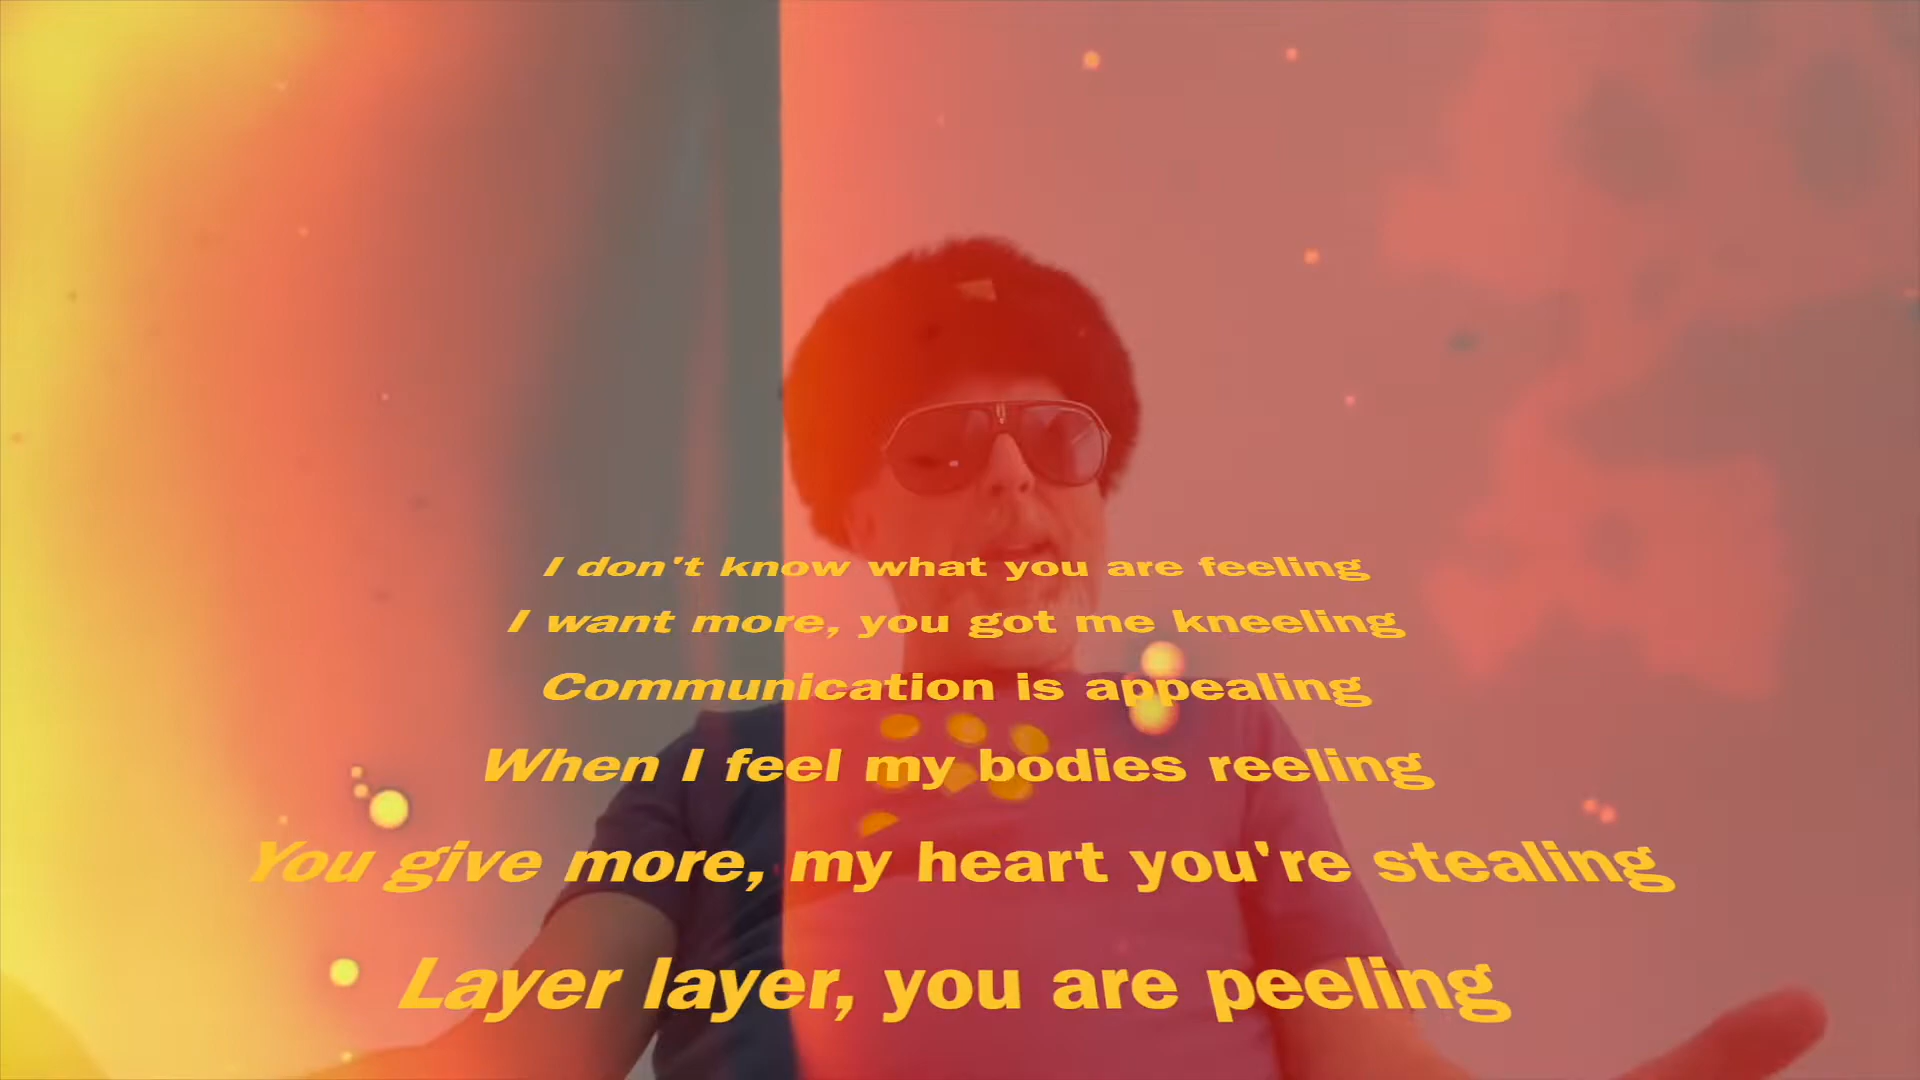 I don't know what you are feeling
I want more, you got me kneeling
Communication is appealing
When I feel my bodies reeling
You give more, my heart you're stealing
Layer layer, you are peeling